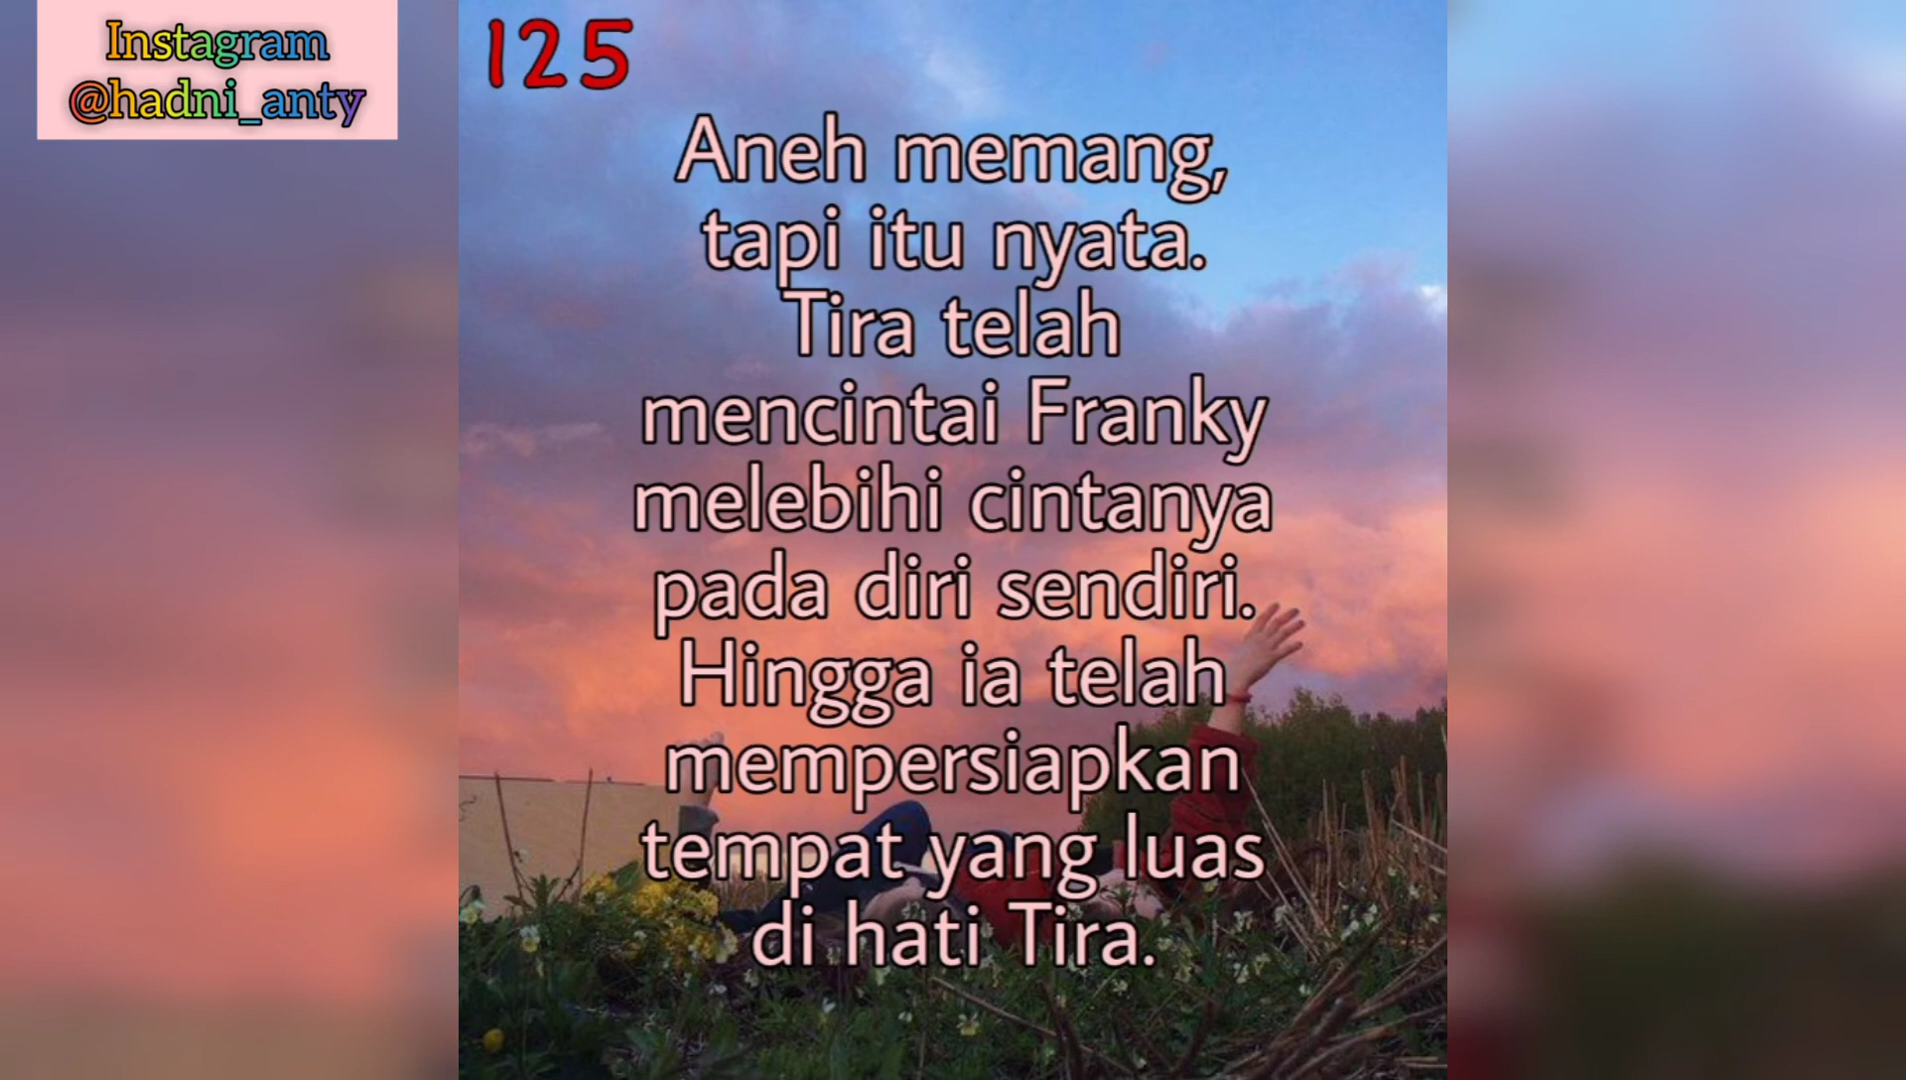 Instagram
@hadni_anty
125
Aneh memang,
tapi itu nyata.
Tira telah
mencintai Franky
melebihi cintanya
pada diri sendiri.
Hingga ia telah
mempersiapkan
tempat yang luas
di hati Tira.